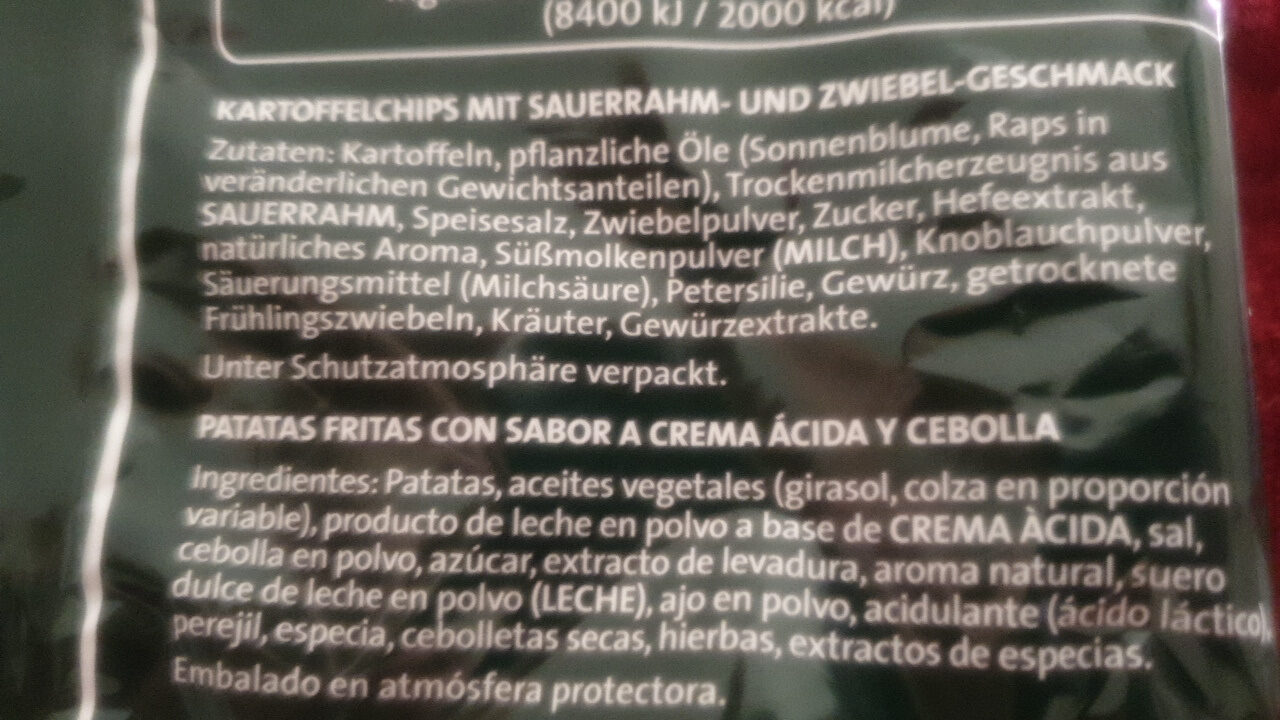 (8400 kJ / 2000 kcal)
KARTOFFELCHIPS MIT SAUERRAHM- UND ZWIEBEL-GESCHMACK
Zutaten: Kartoffeln, pflanzliche Öle (Sonnenblume, Raps in
veränderlichen Gewichtsanteilen), Trockenmilcherzeugnis aus
SAUERRAHM, Speisesalz, Zwiebelpulver, Zucker, Hefeextrakt,
natürliches Aroma, Süßmolkenpulver (MILCH), Knoblauchpulver,
Säuerungsmittel (Milchsäure), Petersilie, Gewürz, getrocknete
Frühlingszwiebeln, Kräuter, Gewürzextrakte.
Unter Schutzatmosphäre verpackt.
PATATAS FRITAS CON SABOR A CREMA ÁCIDA Y CEBOLLA
Ingredientes: Patatas, aceites vegetales (girasol, colza en proporción
variable), producto de leche en polvo a base de CREMA ÀCIDA, sal,
cebolla en polvo, azúcar, extracto de levadura, aroma natural, suero
dulce de leche en polvo (LECHE), ajo en polvo, acidulante (ácido láctico),
perejil, especia, cebolletas secas, hierbas, extractos de especias.
Embalado en atmósfera protectora.